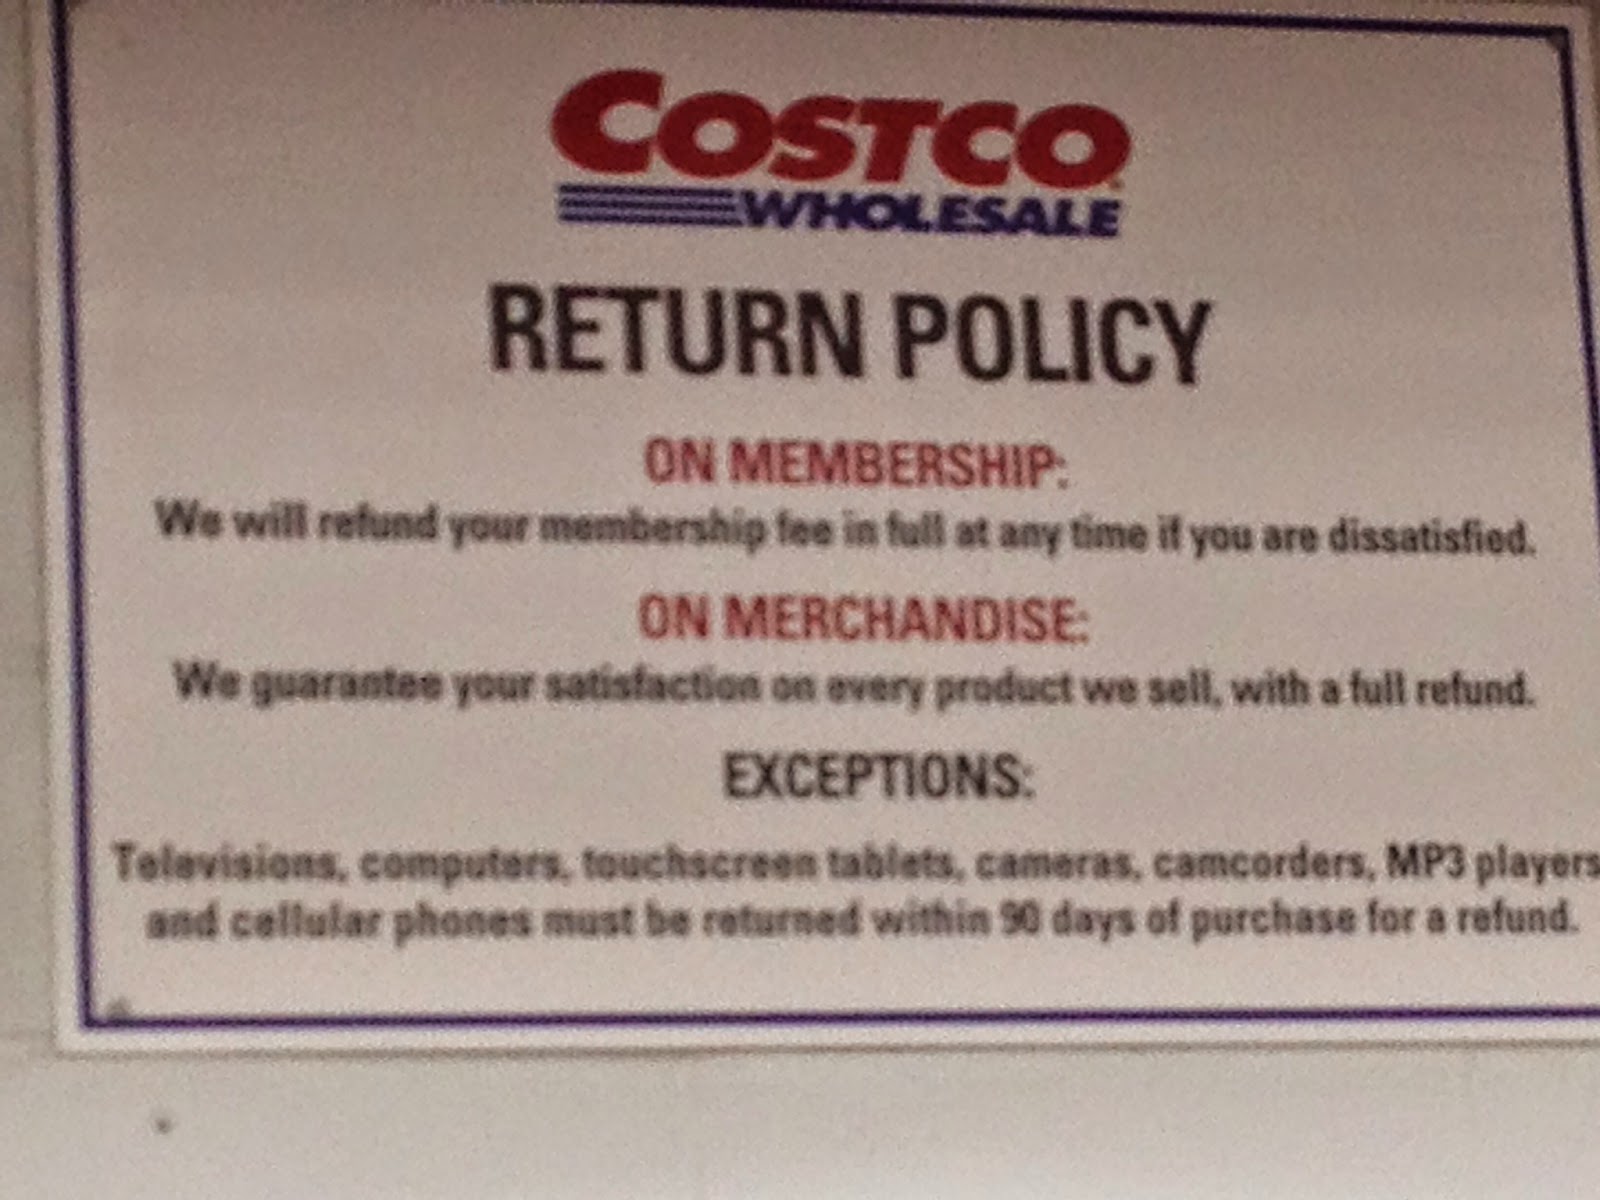 COSTCO
WHOLESALE
RETURN POLICY
ON MEMBERSHIP:
We will refund your membership fee in full at any time if you are dissatisfied.
ON MERCHANDISE:
We guarantee your satisfaction on every product we sell, with a full refund.
EXCEPTIONS:
Televisions, computers, touchscreen tablets, cameras, camcorders, MP3 players
and cellular phones must be returned within 90 days of purchase for a refund.